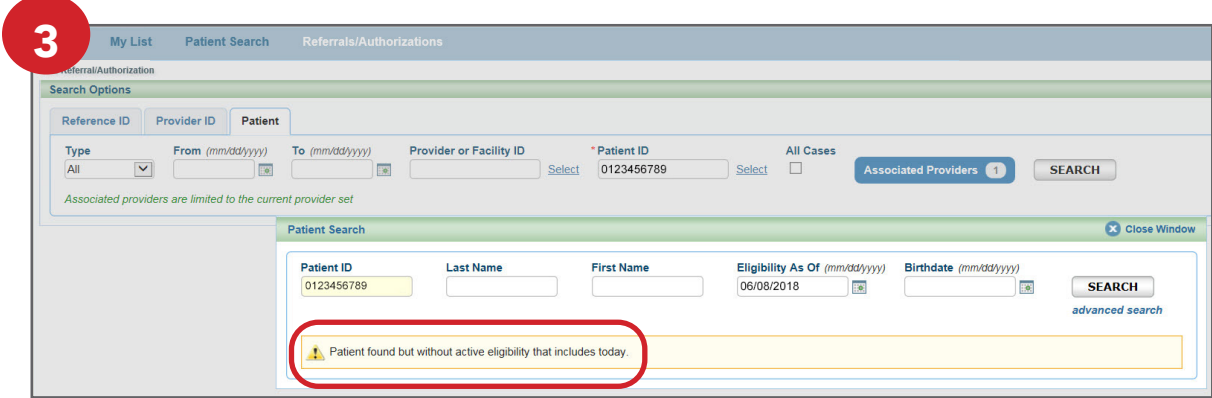 3
My List Patient Search Referrals/Authorizations
Referral/Authorization
Search Options
Reference ID Provider ID Patient
Type From (mm/dd/yyyy) To (mm/dd/yyyy) Provider or Facility ID *Patient ID All Cases
All Select 0123456789 Select Associated Providers 1 SEARCH
Associated providers are limited to the current provider set
Patient Search Close Window
Patient ID Last Name First Name Eligibility As Of (mm/dd/yyyy) Birthdate (mm/dd/yyyy)
0123456789 06/08/2018 SEARCH
advanced search
Patient found but without active eligibility that includes today.